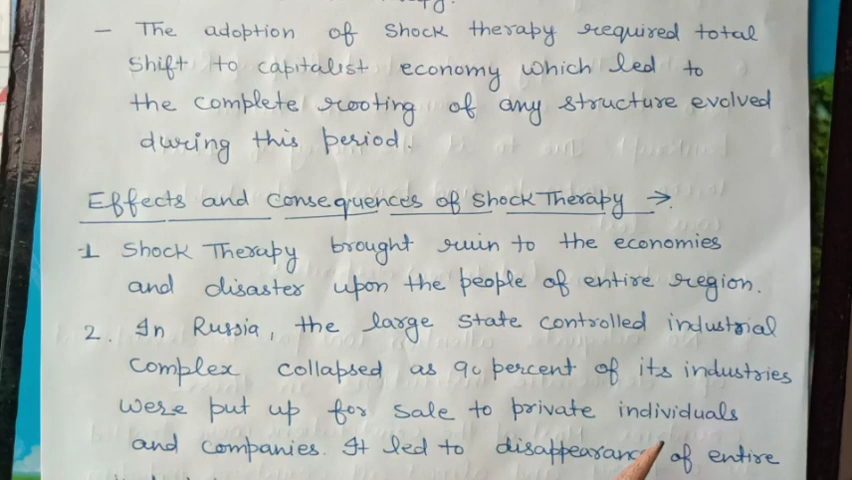 - The adoption of Shock therapy required total
Shift to capitalist economy which led to
the complete rooting of any structure evolved
during this period.
Effects and Consequences of Shock Therapy →
1 Shock Therapy brought ruin to the economies
and disaster upon the people of entire region.
2. In Russia, the large State controlled industrial
Complex collapsed as 90 percent of its industries
were put up for sale to private individuals
and companies. It led to disappearance of entire